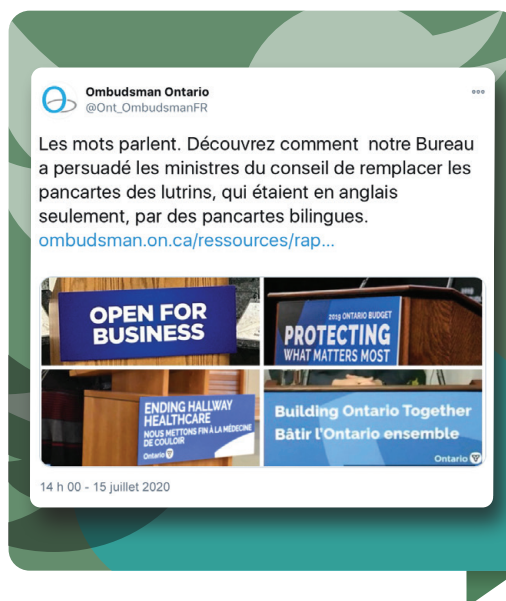 Ombudsman Ontario
@Ont_OmbudsmanFR
Les mots parlent. Découvrez comment notre Bureau
a persuadé les ministres du conseil de remplacer les
pancartes des lutrins, qui étaient en anglais
seulement, par des pancartes bilingues.
ombudsman.on.ca/ressources/rap...
OPEN FOR
BUSINESS
2019 ONTARIO BUDGET
PROTECTING
WHAT MATTERS MOST
ENDING HALLWAY
HEALTHCARE
NOUS METTONS FIN À LA MÉDECINE
DE COULOIR
Ontario
Building Ontario Together
Bâtir l'Ontario ensemble
Ontario
14 h 00 - 15 juillet 2020